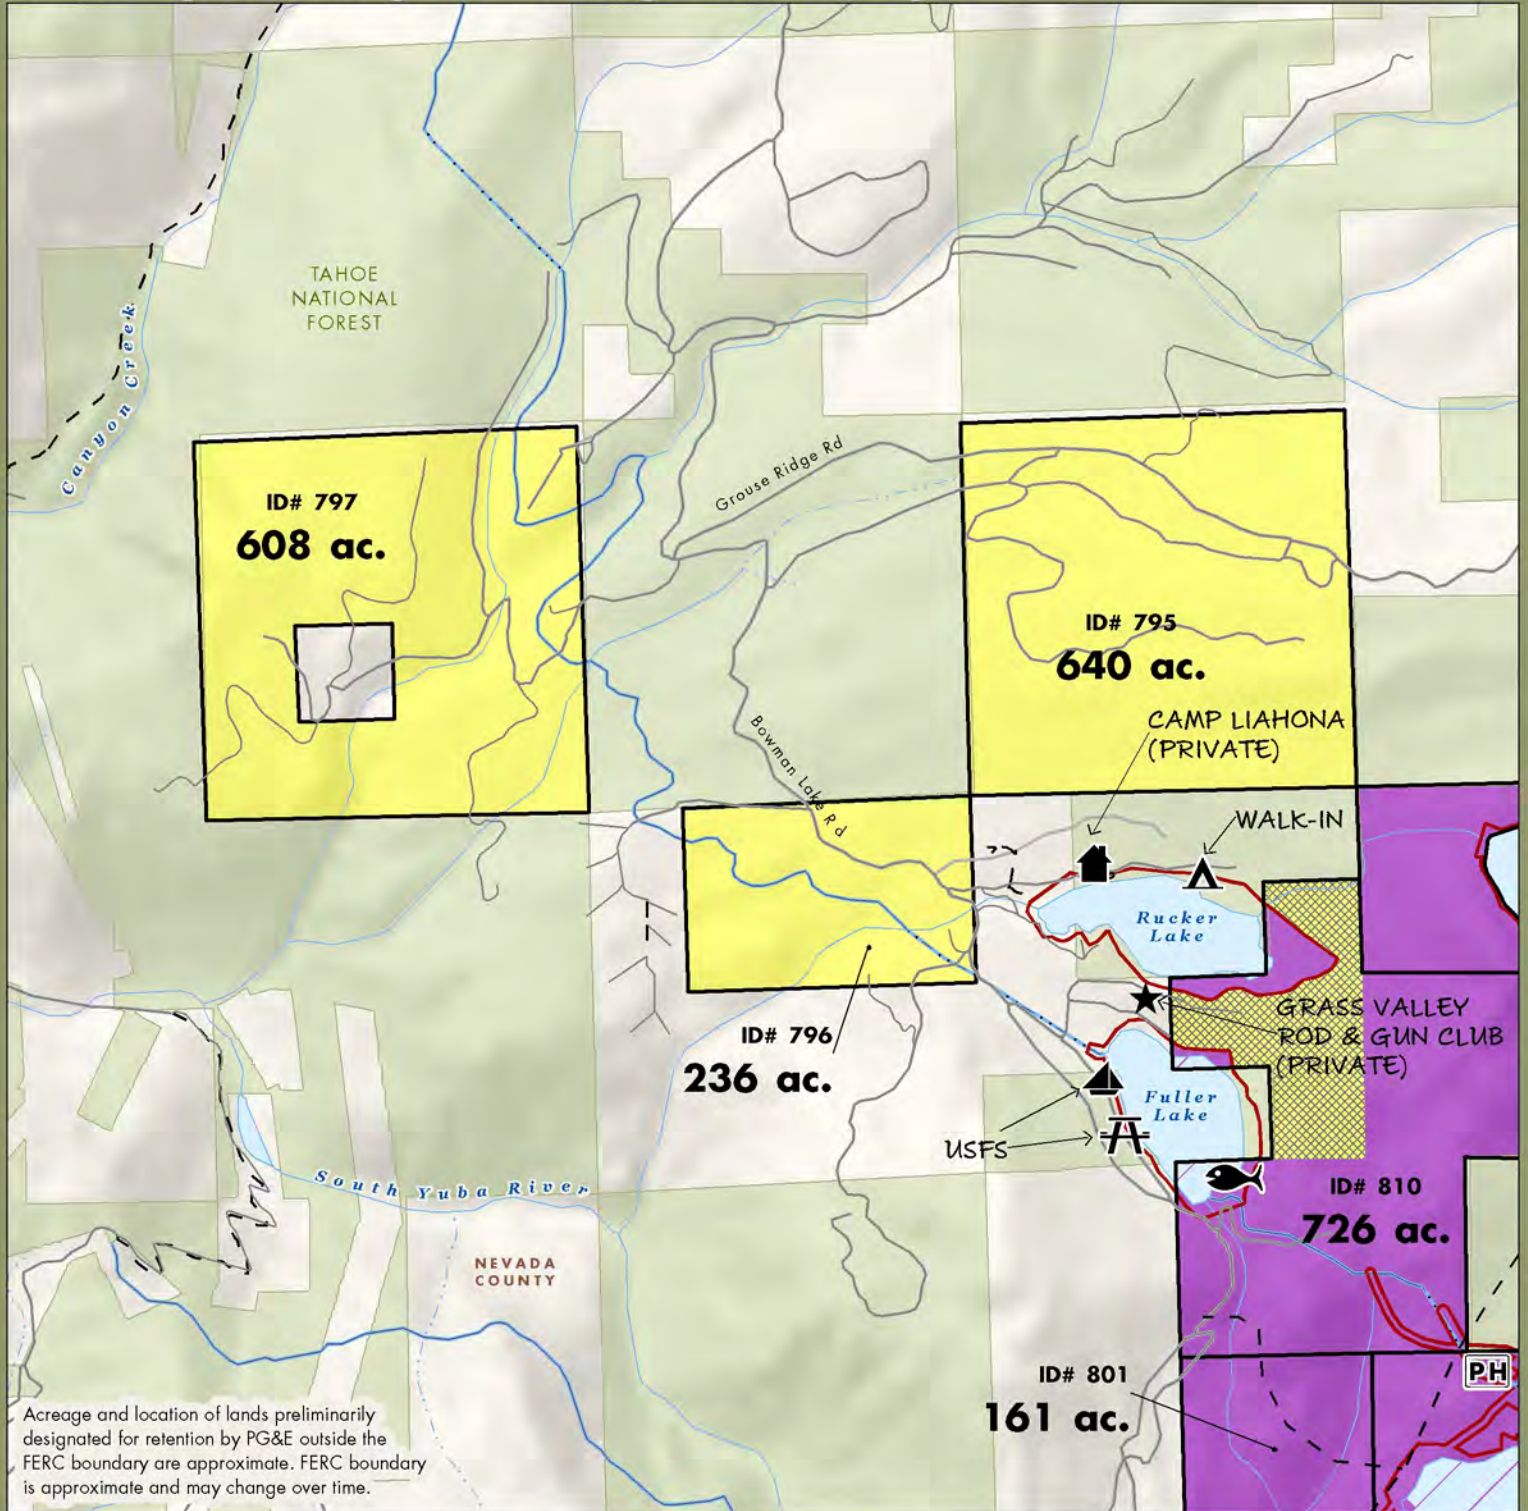 TAHOE
NATIONAL
FOREST
Canyon Creek
ID# 797
608 ac.
Grouse Ridge Rd
ID# 795
640 ac.
CAMP LIAHONA
(PRIVATE)
Bowman Lake Rd
WALK-IN
Rucker
Lake
GRASS VALLEY
ROD & GUN CLUB
(PRIVATE)
ID# 796
236 ac.
Fuller
Lake
USFS
South Yuba River
ID# 810
726 ac.
NEVADA
COUNTY
PH
ID# 801
161 ac.
Acreage and location of lands preliminarily
designated for retention by PG&E outside the
FERC boundary are approximate. FERC boundary
is approximate and may change over time.